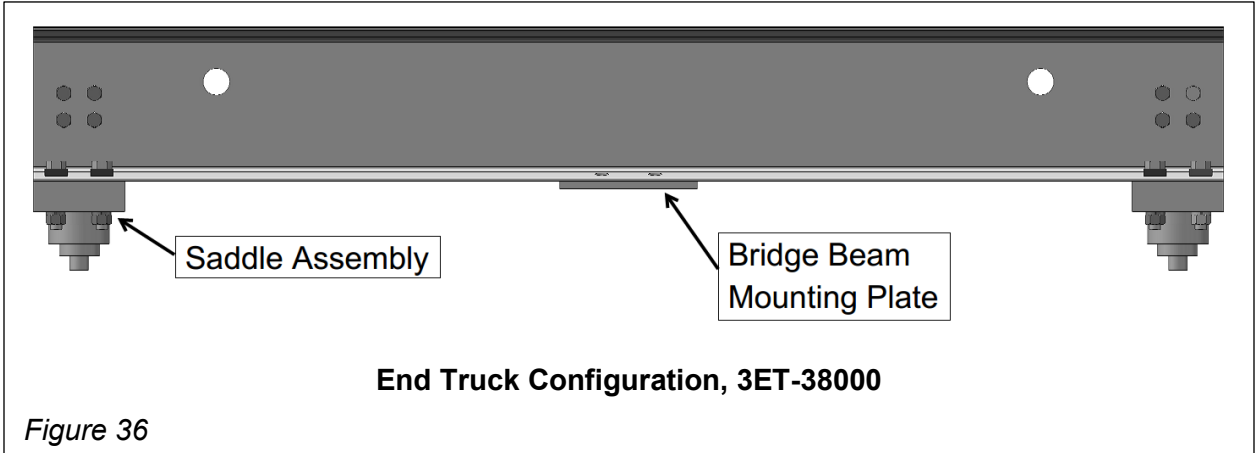 Saddle Assembly
Bridge Beam
Mounting Plate
End Truck Configuration, 3ET-38000
Figure 36